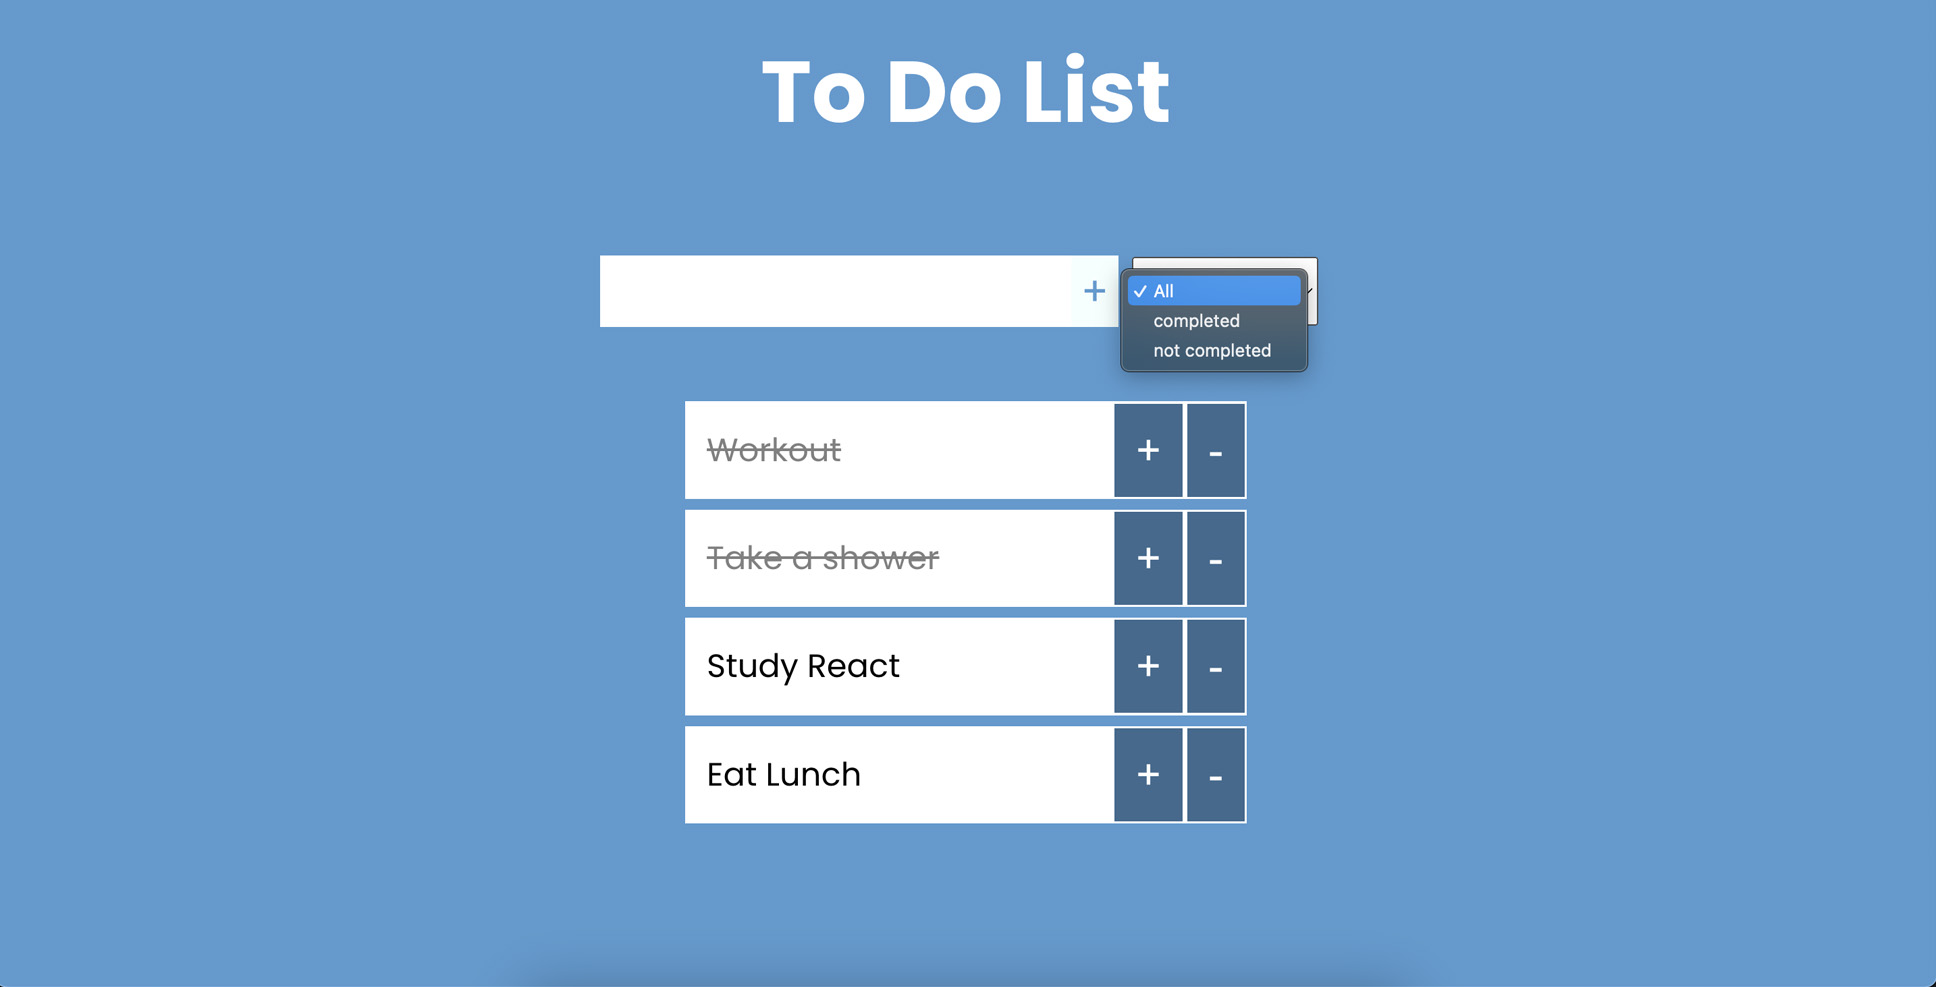 To Do List
+
✓ All
completed
not completed
Workout + -
Take a shower + -
Study React + -
Eat Lunch + -